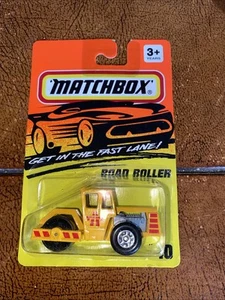 3+
MATCHBOX
GET IN THE FAST LANE!
ROAD ROLLER